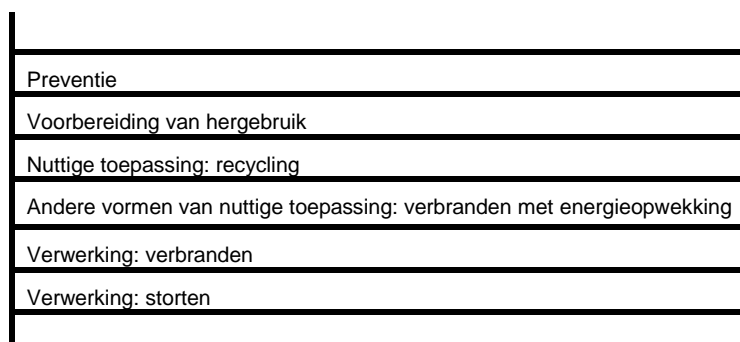 Preventie
Voorbereiding van hergebruik
Nuttige toepassing: recycling
Andere vormen van nuttige toepassing: verbranden met energieopwekking
Verwerking: verbranden
Verwerking: storten